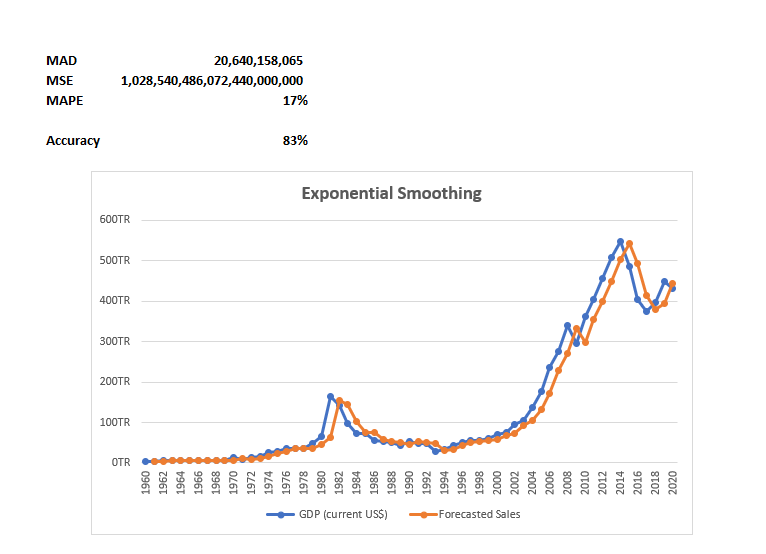 MAD 20,640,158,065
MSE 1,028,540,486,072,440,000,000
MAPE 17%
Accuracy 83%
Exponential Smoothing
600TR
500TR
400TR
300TR
200TR
100TR
0TR
1960 1962 1964 1966 1968 1970 1972 1974 1976 1978 1980 1982 1984 1986 1988 1990 1992 1994 1996 1998 2000 2002 2004 2006 2008 2010 2012 2014 2016 2018 2020
GDP (current US$) Forecasted Sales